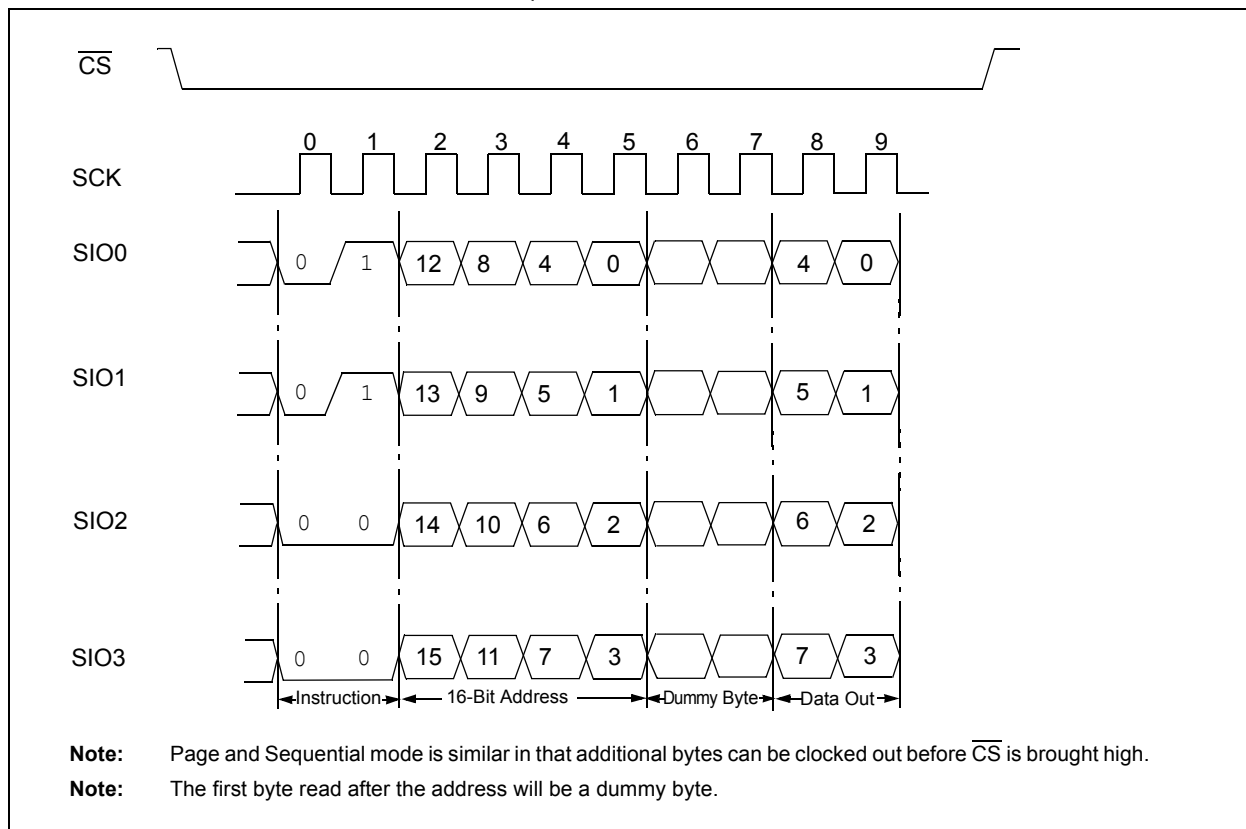 CS
0 1 2 3 4 5 6 7 8 9
SCK
SIO0 0 1 12 8 4 0 4 0
SIO1 0 1 13 9 5 1 5 1
SIO2 0 0 14 10 6 2 6 2
SIO3 0 0 15 11 7 3 7 3
Instruction 16-Bit Address Dummy Byte Data Out
Note: Page and Sequential mode is similar in that additional bytes can be clocked out before CS is brought high.
Note: The first byte read after the address will be a dummy byte.